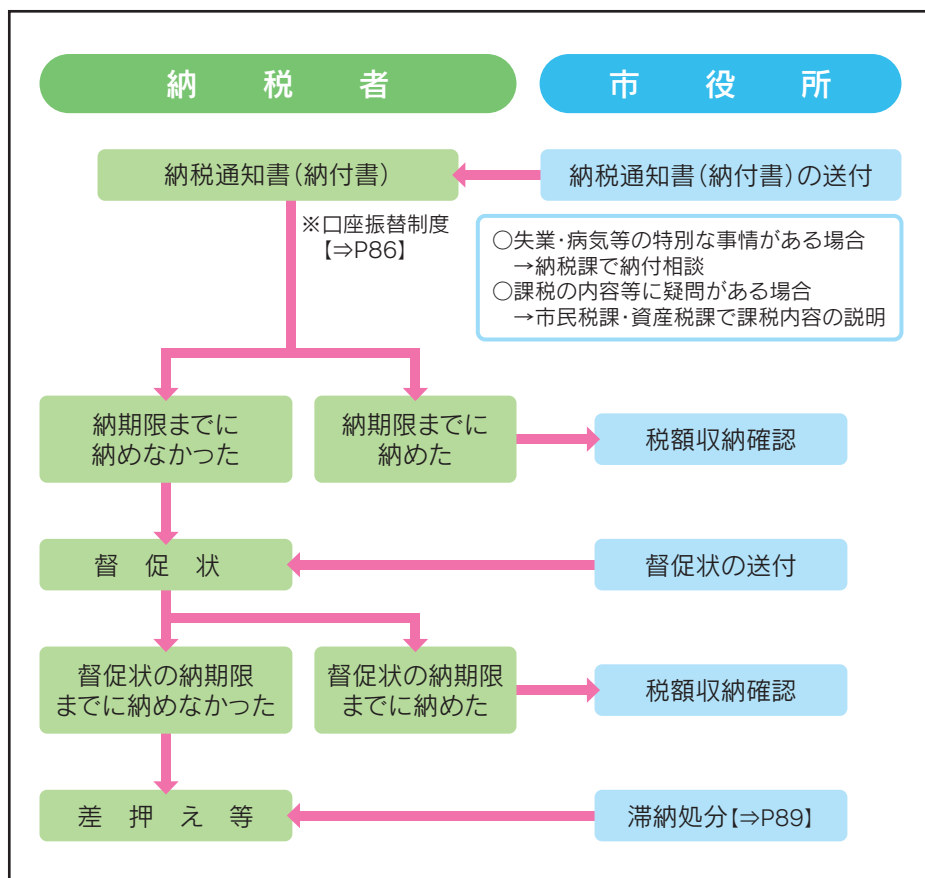 納税者
市役所
納税通知書(納付書)
納税通知書(納付書)の送付
※口座振替制度
【⇒P86】
○失業・病気等の特別な事情がある場合
→納税課で納付相談
○課税の内容等に疑問がある場合
→市民税課・資産税課で課税内容の説明
納期限までに
納めなかった
納期限までに
納めた
税額収納確認
督促状
督促状の送付
督促状の納期限
までに納めなかった
督促状の納期限
までに納めた
税額収納確認
差押え等
滞納処分【⇒P89】